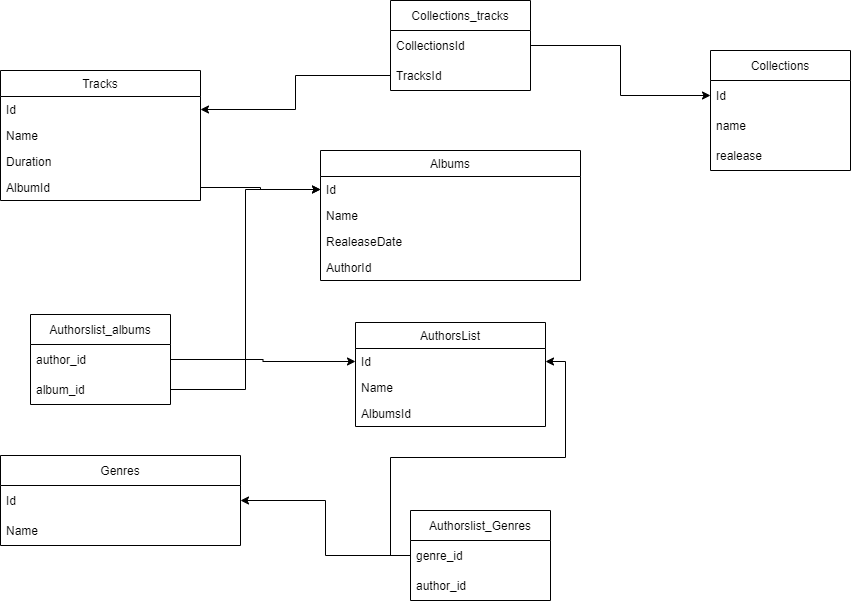 Collections_tracks
CollectionsId
TracksId
Collections
Id
name
realease
Tracks
Id
Name
Duration
AlbumId
Albums
Id
Name
RealeaseDate
AuthorId
Authorslist_albums
author_id
album_id
AuthorsList
Id
Name
AlbumsId
Genres
Id
Name
Authorslist_Genres
genre_id
author_id